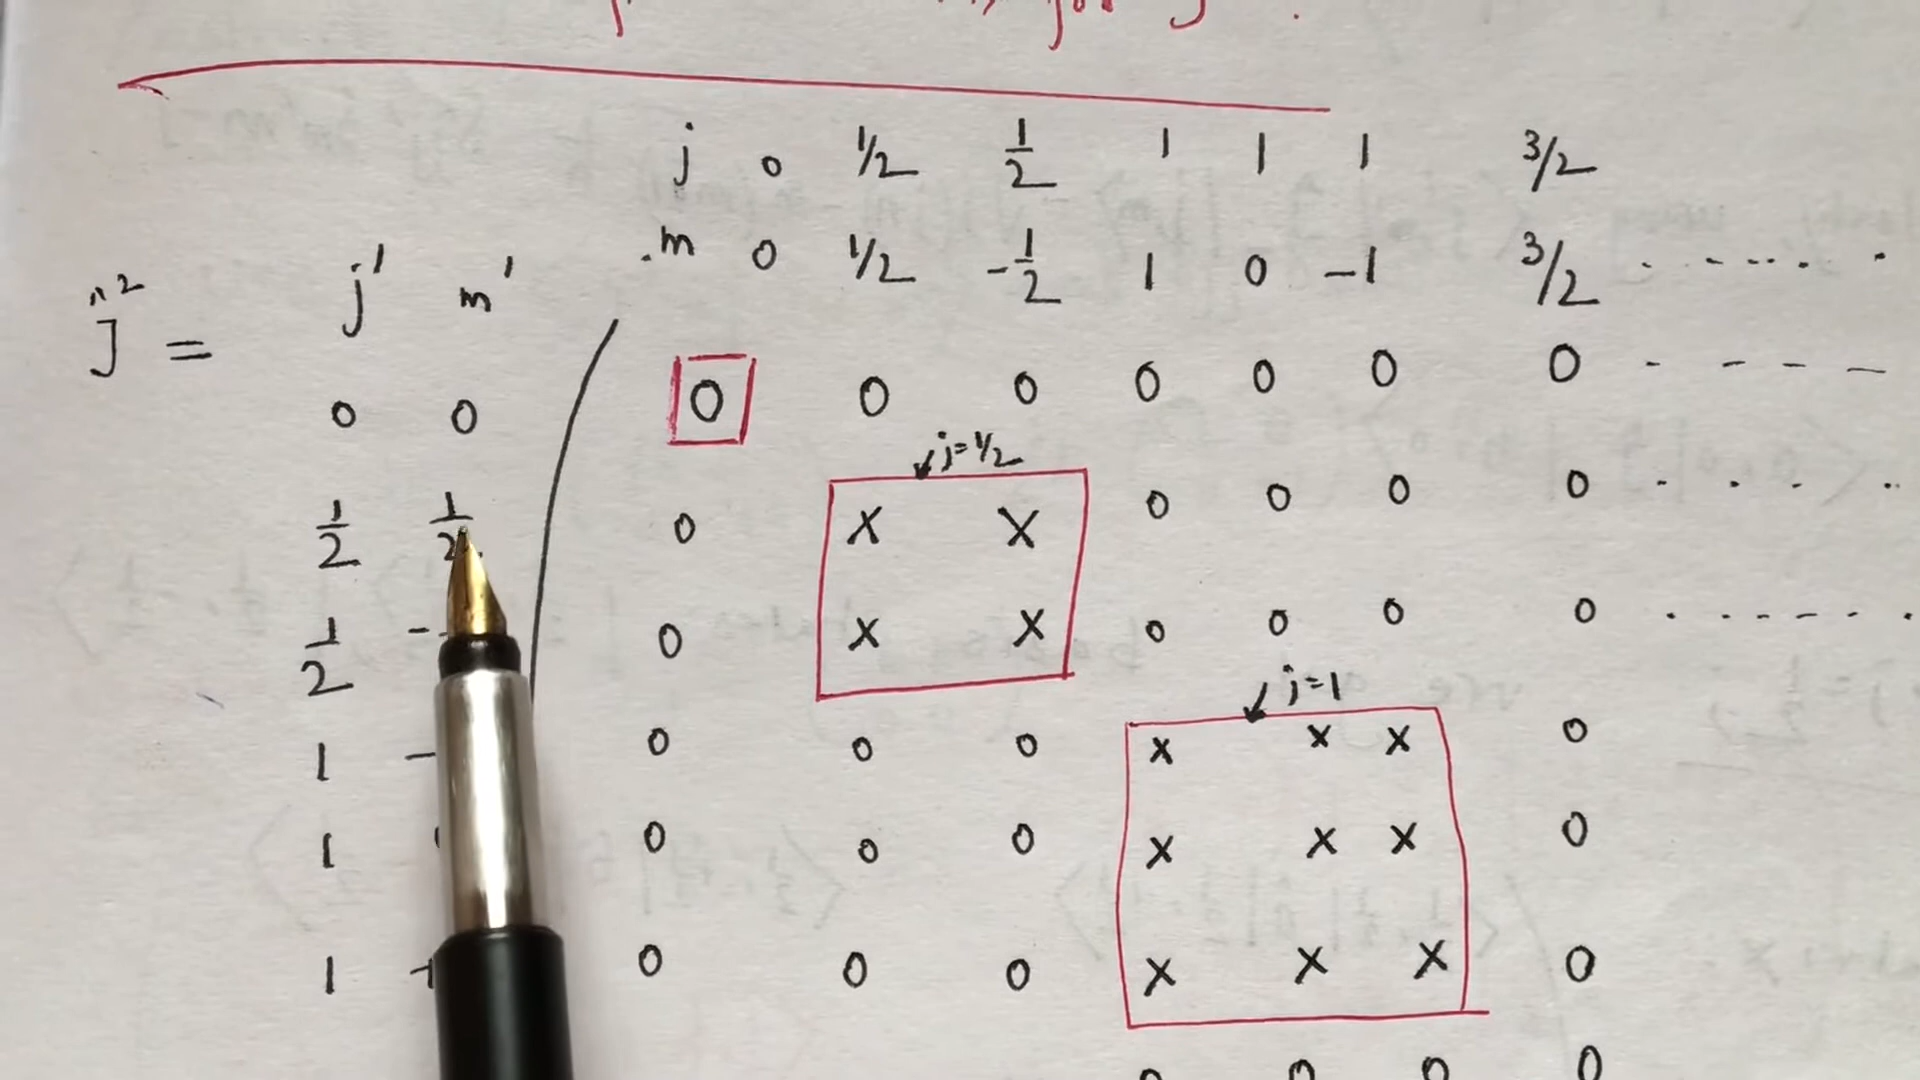 j 0 1/2 1/2 1 1 1 3/2
m 0 1/2 -1/2 1 0 -1 3/2 . . . . . .
Ĵ² = j' m'
0 0 0 0 0 0 0 0 0 - - - -
j=1/2
1/2 1/2 0 X X 0 0 0 0 . . . .
1/2 - 0 X X 0 0 0 0 . . . . . .
j=1
1 - 0 0 0 x x x 0
1 0 0 0 x x x 0
1 0 0 0 x x x 0
0 0 0 0